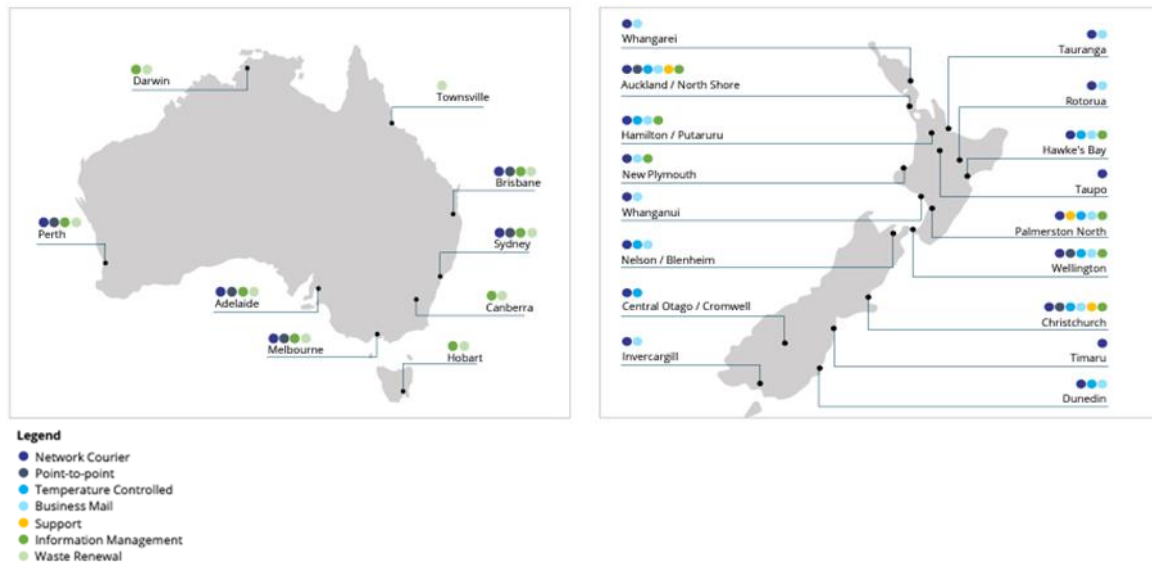 Darwin
Townsville
Brisbane
Perth
Sydney
Adelaide
Canberra
Melbourne
Hobart
Whangarei
Auckland / North Shore
Hamilton / Putaruru
New Plymouth
Whanganui
Nelson / Blenheim
Central Otago / Cromwell
Invercargill
Tauranga
Rotorua
Hawke's Bay
Taupo
Palmerston North
Wellington
Christchurch
Timaru
Dunedin
Legend
Network Courier
Point-to-point
Temperature Controlled
Business Mail
Support
Information Management
Waste Renewal